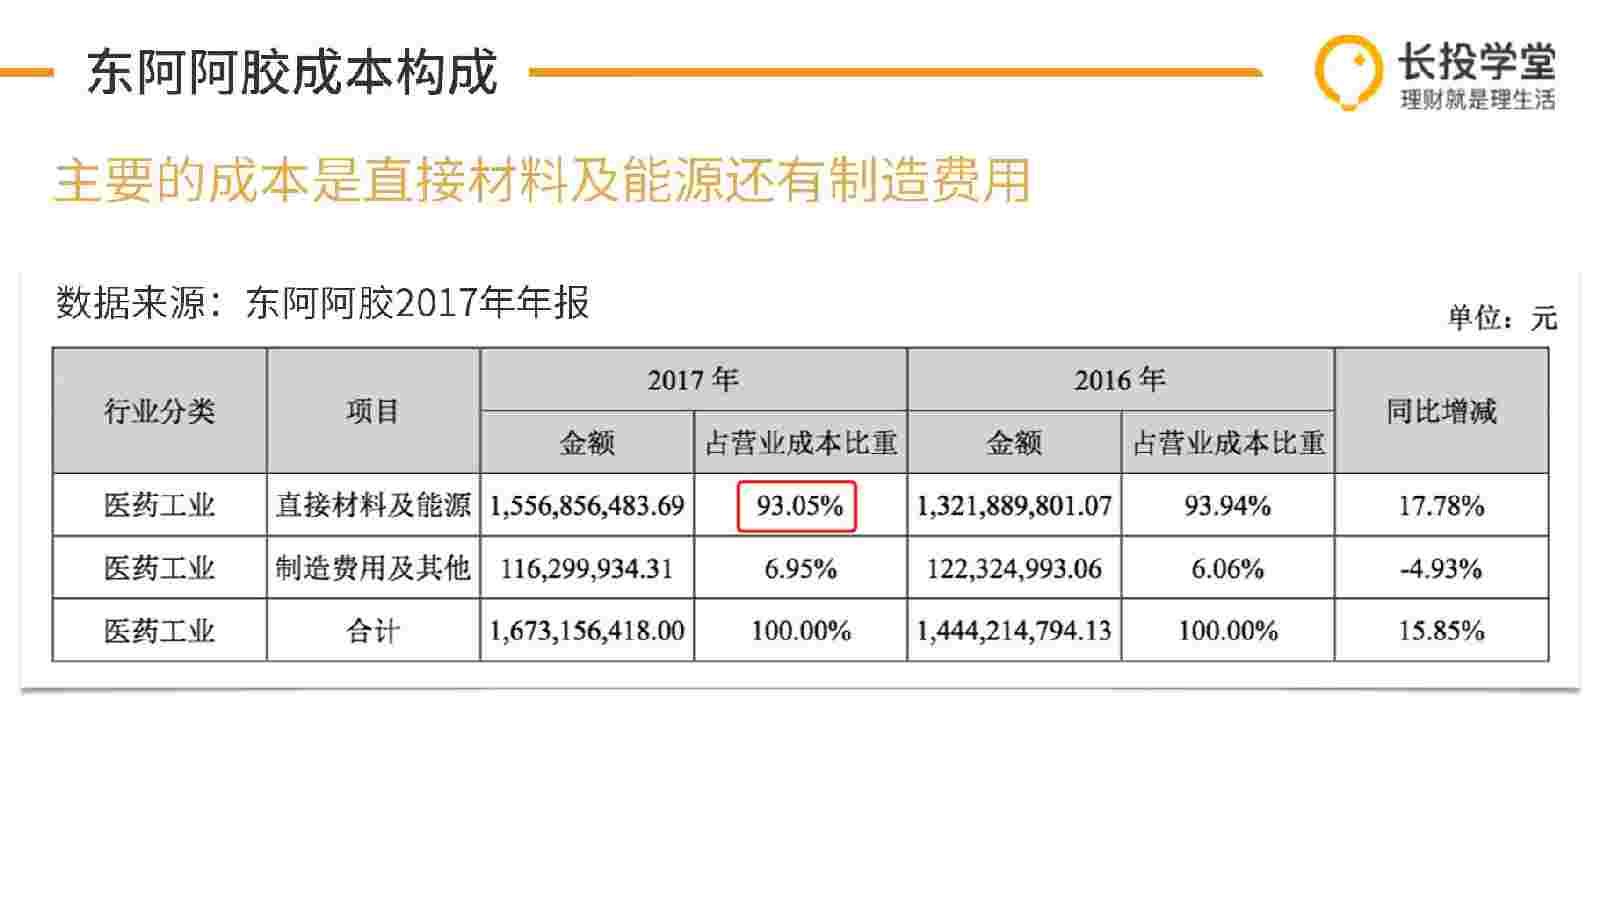 东阿阿胶成本构成
长投学堂
理财就是理生活
主要的成本是直接材料及能源还有制造费用
数据来源：东阿阿胶2017年年报
单位：元
行业分类 项目 2017 年 2016 年 同比增减
金额 占营业成本比重 金额 占营业成本比重
医药工业 直接材料及能源 1,556,856,483.69 93.05% 1,321,889,801.07 93.94% 17.78%
医药工业 制造费用及其他 116,299,934.31 6.95% 122,324,993.06 6.06% -4.93%
医药工业 合计 1,673,156,418.00 100.00% 1,444,214,794.13 100.00% 15.85%